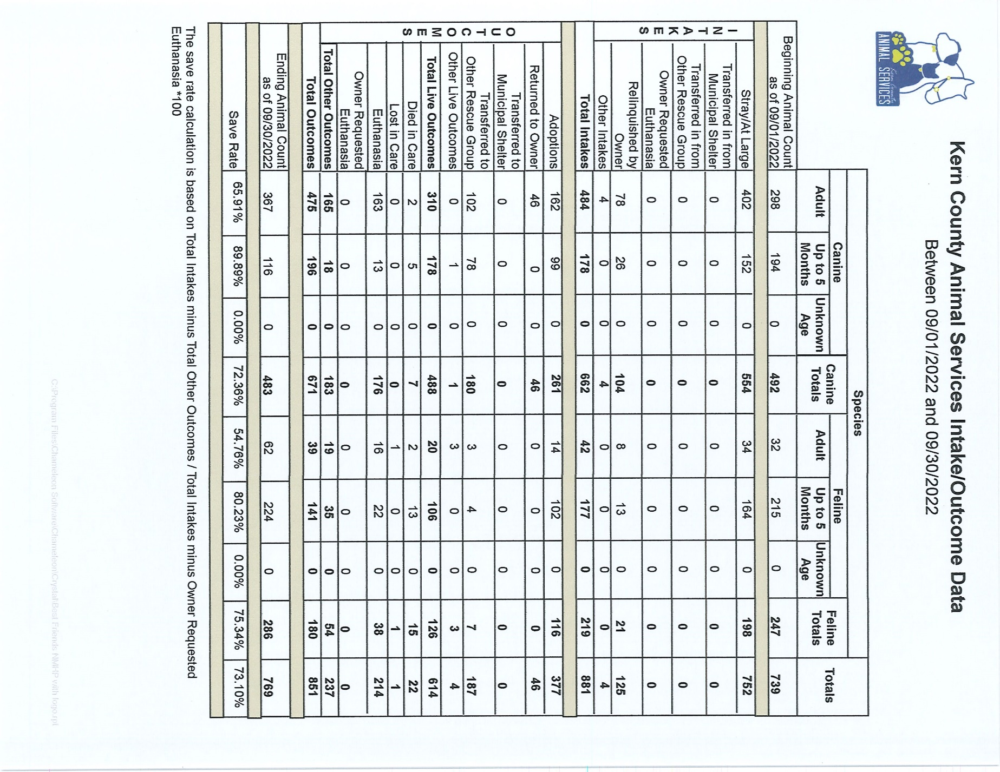 Kern County
ANIMAL SERVICES
Kern County Animal Services Intake/Outcome Data
Between 09/01/2022 and 09/30/2022
Species
Canine Canine Totals Feline Feline Totals Totals
Adult Up to 5 Months Unknown Age Adult Up to 5 Months Unknown Age
Beginning Animal Count
as of 09/01/2022 298 194 0 492 32 215 0 247 739
INTAKES
Stray/At Large 402 152 0 554 34 164 0 198 752
Transferred in from
Municipal Shelter 0 0 0 0 0 0 0 0 0
Transferred in from
Other Rescue Group 0 0 0 0 0 0 0 0 0
Owner Requested
Euthanasia 0 0 0 0 0 0 0 0 0
Relinquished by
Owner 78 26 0 104 8 13 0 21 125
Other Intakes 4 0 0 4 0 0 0 0 4
Total Intakes 484 178 0 662 42 177 0 219 881
OUTCOMES
Adoptions 162 99 0 261 14 102 0 116 377
Returned to Owner 46 0 0 46 0 0 0 0 46
Transferred to
Municipal Shelter 0 0 0 0 0 0 0 0 0
Transferred to
Other Rescue Group 102 78 0 180 3 4 0 7 187
Other Live Outcomes 0 1 0 1 3 0 0 3 4
Total Live Outcomes 310 178 0 488 20 106 0 126 614
Died in Care 2 5 0 7 2 13 0 15 22
Lost in Care 0 0 0 0 1 0 0 1 1
Euthanasia 163 13 0 176 16 22 0 38 214
Owner Requested
Euthanasia 0 0 0 0 0 0 0 0 0
Total Other Outcomes 165 18 0 183 19 35 0 54 237
Total Outcomes 475 196 0 671 39 141 0 180 851
Ending Animal Count
as of 09/30/2022 367 116 0 483 62 224 0 286 769
Save Rate 65.91% 89.89% 0.00% 72.36% 54.76% 80.23% 0.00% 75.34% 73.10%
The save rate calculation is based on Total Intakes minus Total Other Outcomes / Total Intakes minus Owner Requested
Euthanasia *100
C:\Program Files\Chameleon Software\Chameleon\Crystal\Best Friends NMHP with logo.rpt